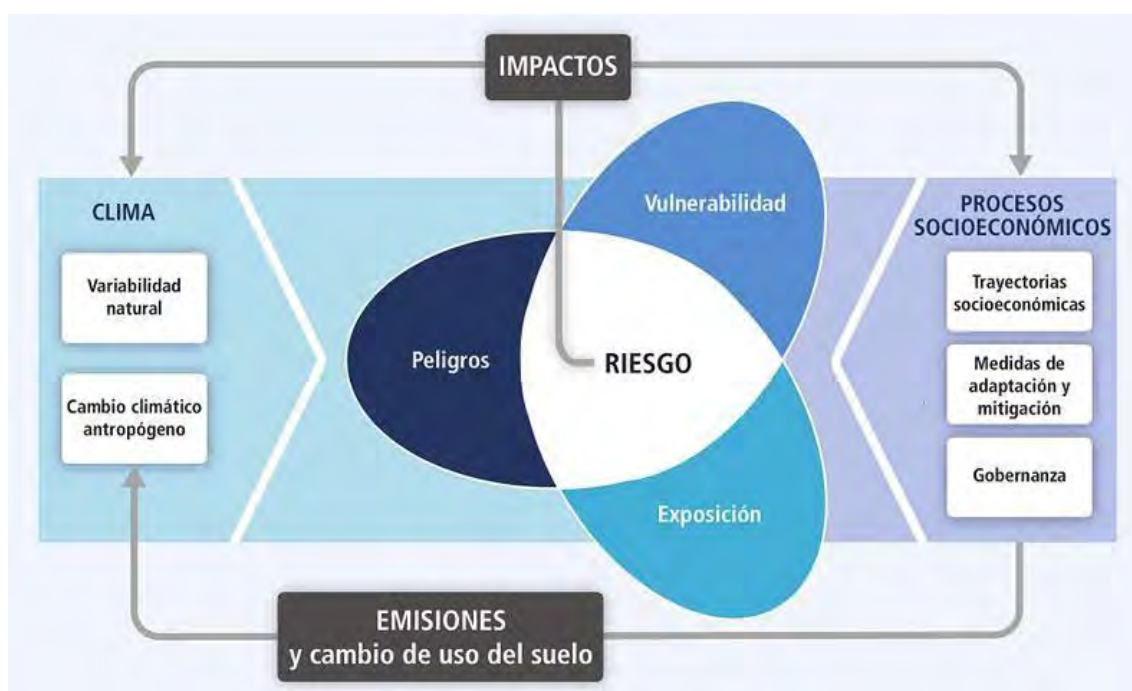 IMPACTOS
CLIMA
Variabilidad
natural
Cambio climático
antropógeno
Peligros
Vulnerabilidad
RIESGO
Exposición
PROCESOS
SOCIOECONÓMICOS
Trayectorias
socioeconómicas
Medidas de
adaptación y
mitigación
Gobernanza
EMISIONES
y cambio de uso del suelo